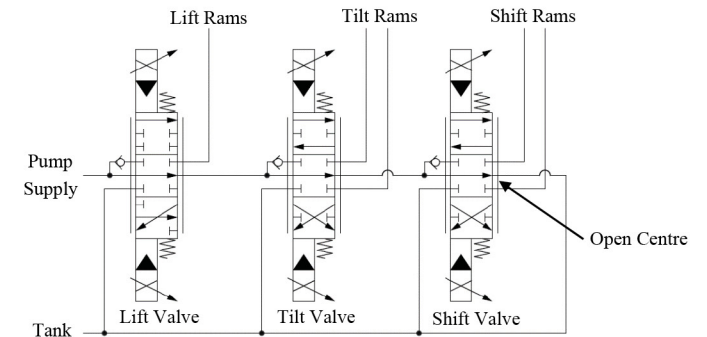 Lift Rams
Tilt Rams
Shift Rams
Pump
Supply
Open Centre
Lift Valve
Tilt Valve
Shift Valve
Tank